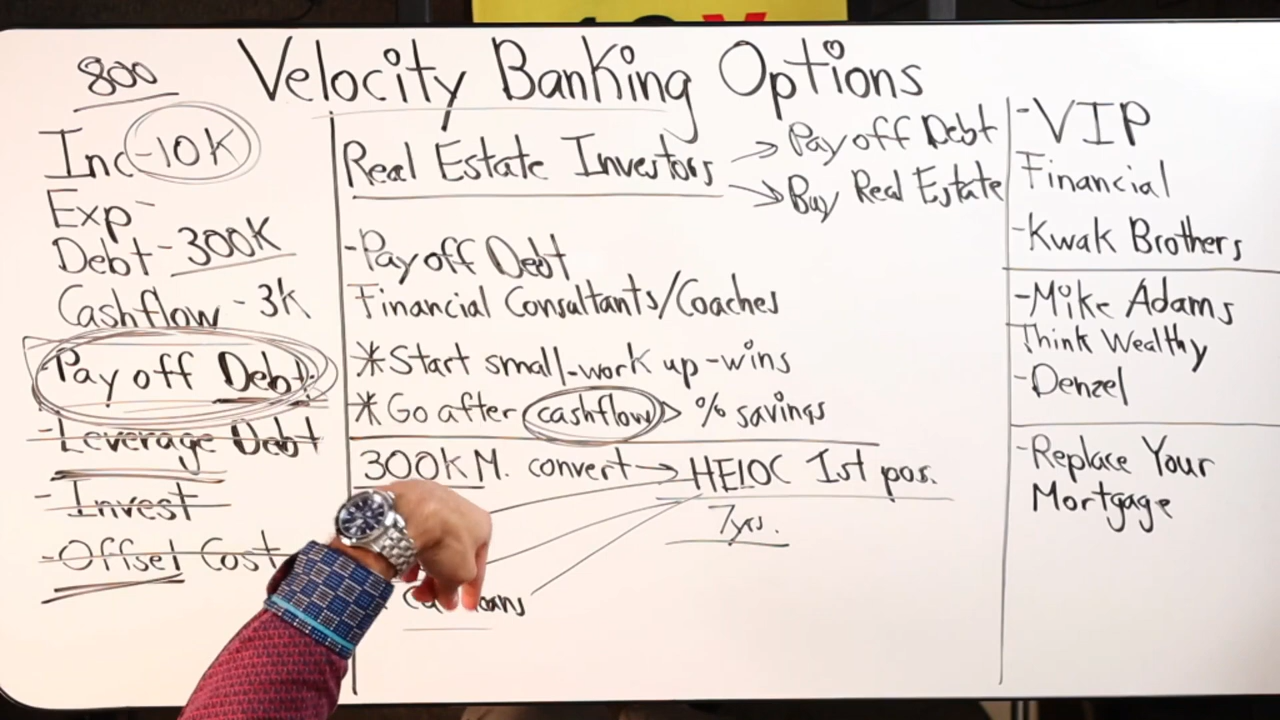 800
Velocity Banking Options
Inc-10K
Exp-
Debt-300K
Cashflow-3k
Pay off Debt
-Leverage Debt
-Invest
-Offset Cost
Real Estate Investors → Pay off Debt
→ Buy Real Estate
-Pay off Debt
Financial Consultants/Coaches
*Start small-work up-wins
*Go after cashflow > % savings
300K M. convert → HElOC 1st pos.
7yrs.
-VIP
Financial
-Kwak Brothers
-Mike Adams
Think Wealthy
-Denzel
-Replace Your
Mortgage